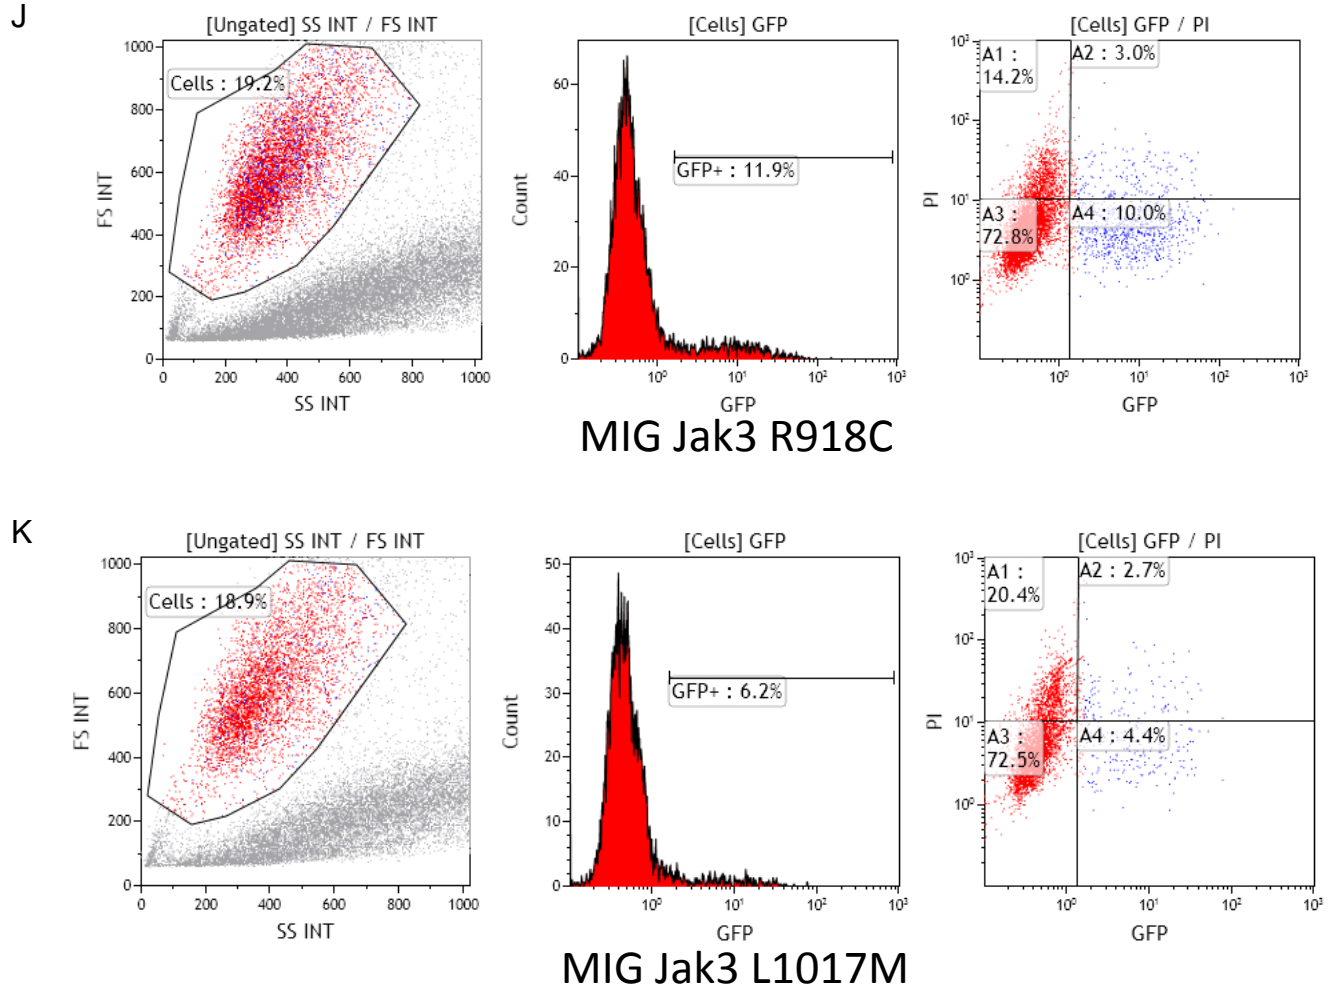 J
[Ungated] SS INT / FS INT
[Cells] GFP
[Cells] GFP / PI
1000
800
600
400
200
0
FS INT
Cells : 19.2%
0 200 400 600 800 1000
SS INT
60
40
20
0
Count
GFP+ : 11.9%
10⁰ 10¹ 10² 10³
GFP
10³
10²
10¹
10⁰
PI
A1 :
14.2%
A2 : 3.0%
A3 :
72.8%
A4 : 10.0%
10⁰ 10¹ 10² 10³
GFP
MIG Jak3 R918C
K
[Ungated] SS INT / FS INT
[Cells] GFP
[Cells] GFP / PI
1000
800
600
400
200
0
FS INT
Cells : 18.9%
0 200 400 600 800 1000
SS INT
50
40
30
20
10
0
Count
GFP+ : 6.2%
10⁰ 10¹ 10² 10³
GFP
10³
10²
10¹
10⁰
PI
A1 :
20.4%
A2 : 2.7%
A3 :
72.5%
A4 : 4.4%
10⁰ 10¹ 10² 10³
GFP
MIG Jak3 L1017M